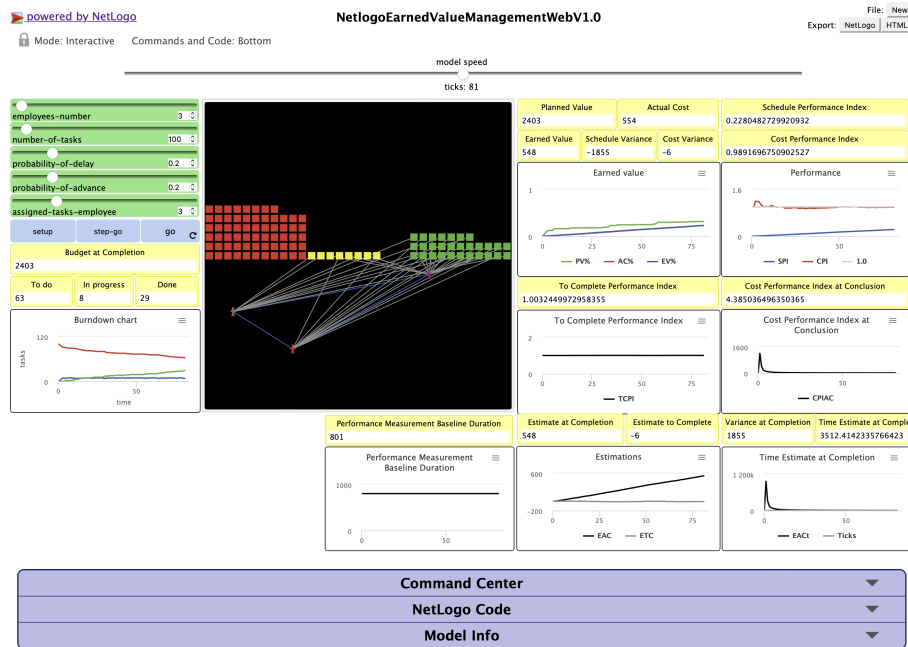 powered by NetLogo
NetlogoEarnedValueManagementWebV1.0
File: New
Export: NetLogo HTML
Mode: Interactive Commands and Code: Bottom
model speed
ticks: 81
employees-number 3
number-of-tasks 100
probability-of-delay 0.2
probability-of-advance 0.2
assigned-tasks-employee 3
setup step-go go
Budget at Completion
2403
To do In progress Done
63 8 29
Burndown chart
120
0
tasks
0 50
time
Planned Value Actual Cost
2403 554
Earned Value Schedule Variance Cost Variance
548 -1855 -6
Schedule Performance Index
0.2280482729920932
Cost Performance Index
0.9891696750902527
Earned value
1
0
0 25 50 75
PV% AC% EV%
Performance
1.6
0
0 50
SPI CPI 1.0
To Complete Performance Index
1.0032449972958355
Cost Performance Index at Conclusion
4.385036496350365
To Complete Performance Index
2
0
0 25 50 75
TCPI
Cost Performance Index at
Conclusion
1600
0
0 50
CPIAC
Performance Measurement Baseline Duration
801
Estimate at Completion Estimate to Complete
548 -6
Variance at Completion Time Estimate at Comple
1855 3512.4142335766423
Performance Measurement
Baseline Duration
1000
0
0 50
Estimations
600
-200
0 25 50 75
EAC ETC
Time Estimate at Completion
1 200k
0
0 50
EACt Ticks
Command Center
NetLogo Code
Model Info